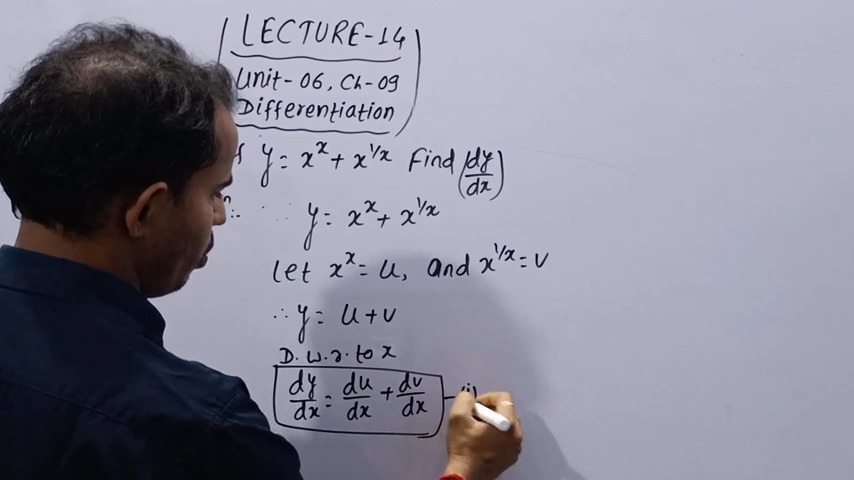 LECTURE-14
Unit-06, Ch-09
Differentiation
y = x^x + x^1/x Find (dy/dx)
∴ y = x^x + x^1/x
Let x^x = u, and x^1/x = v
∴ y = u+v
D. w. r. to x
dy/dx = du/dx + dv/dx